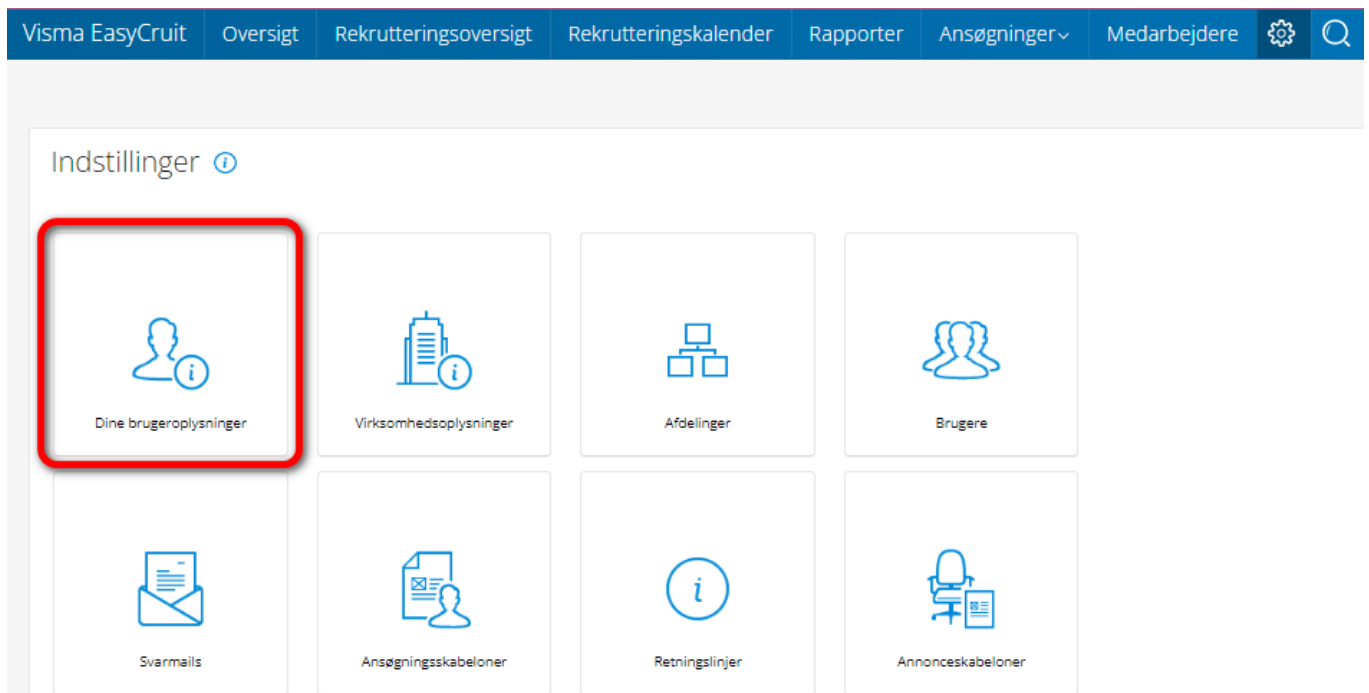 Visma EasyCruit Oversigt Rekrutteringsoversigt Rekrutteringskalender Rapporter Ansøgninger Medarbejdere
Indstillinger
Dine brugeroplysninger Virksomhedsoplysninger Afdelinger Brugere
Svarmails Ansøgningsskabeloner Retningslinjer Annonceskabeloner